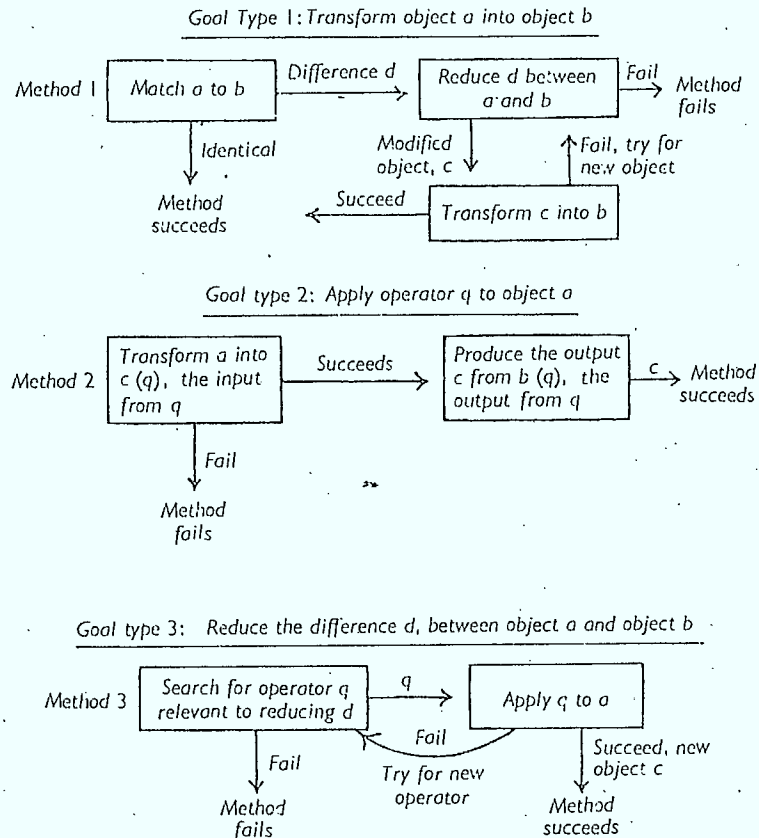 Goal Type 1: Transform object a into object b
Method 1
Match a to b
Difference d
Reduce d between
a and b
Fail
Method
fails
Identical
Method
succeeds
Modified
object, c
Fail, try for
new object
Succeed
Transform c into b
Goal type 2: Apply operator q to object a
Method 2
Transform a into
c (q), the input
from q
Succeeds
Produce the output
c from b (q), the
output from q
c
Method
succeeds
Fail
Method
fails
Goal type 3: Reduce the difference d, between object a and object b
Method 3
Search for operator q
relevant to reducing d
q
Apply q to a
Fail
Try for new
operator
Fail
Method
fails
Succeed, new
object c
Method
succeeds